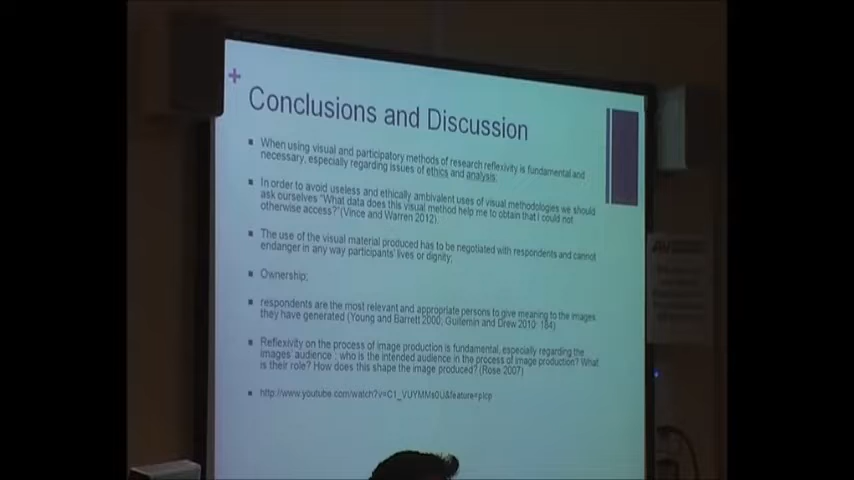 +
Conclusions and Discussion
When using visual and participatory methods of research reflexivity is fundamental and
necessary, especially regarding issues of ethics and analysis;
In order to avoid useless and ethically ambivalent uses of visual methodologies we should
ask ourselves "What data does this visual method help me to obtain that I could not
otherwise access?"(Vince and Warren 2012).
The use of the visual material produced has to be negotiated with respondents and cannot
endanger in any way participants' lives or dignity;
Ownership;
respondents are the most relevant and appropriate persons to give meaning to the images
they have generated (Young and Barrett 2000; Guillemin and Drew 2010: 184)
Reflexivity on the process of image production is fundamental, especially regarding the
images' audience : who is the intended audience in the process of image production? What
is their role? How does this shape the image produced? (Rose 2007)
http://www.youtube.com/watch?v=C1_VUYMMs0U&feature=plcp
AV